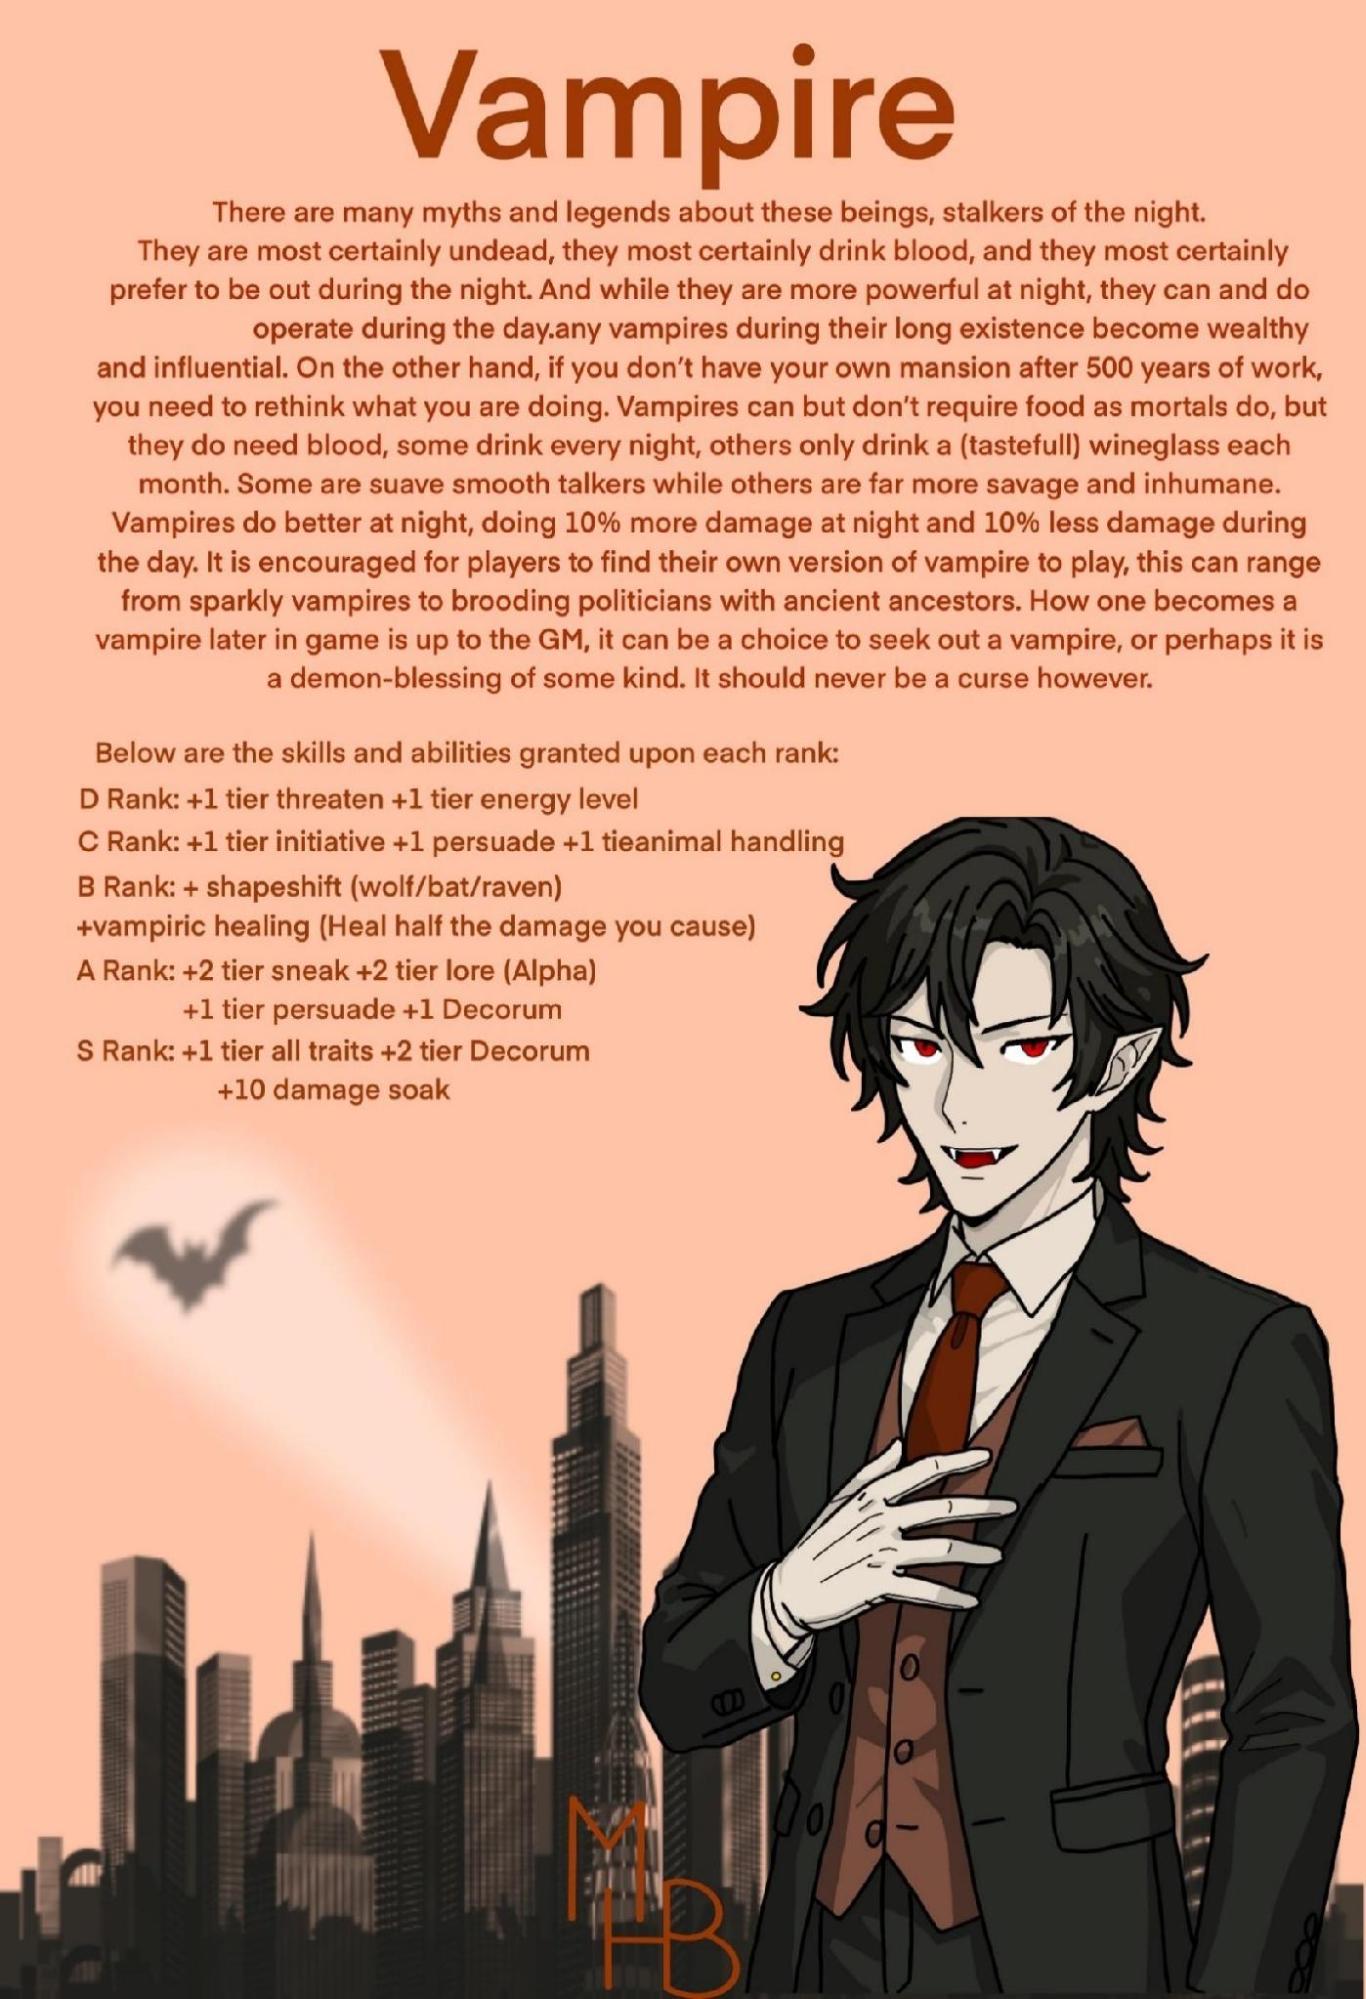 Vampire
There are many myths and legends about these beings, stalkers of the night.
They are most certainly undead, they most certainly drink blood, and they most certainly
prefer to be out during the night. And while they are more powerful at night, they can and do
operate during the day.any vampires during their long existence become wealthy
and influential. On the other hand, if you don't have your own mansion after 500 years of work,
you need to rethink what you are doing. Vampires can but don't require food as mortals do, but
they do need blood, some drink every night, others only drink a (tastefull) wineglass each
month. Some are suave smooth talkers while others are far more savage and inhumane.
Vampires do better at night, doing 10% more damage at night and 10% less damage during
the day. It is encouraged for players to find their own version of vampire to play, this can range
from sparkly vampires to brooding politicians with ancient ancestors. How one becomes a
vampire later in game is up to the GM, it can be a choice to seek out a vampire, or perhaps it is
a demon-blessing of some kind. It should never be a curse however.
Below are the skills and abilities granted upon each rank:
D Rank: +1 tier threaten +1 tier energy level
C Rank: +1 tier initiative +1 persuade +1 tieanimal handling
B Rank: + shapeshift (wolf/bat/raven)
+vampiric healing (Heal half the damage you cause)
A Rank: +2 tier sneak +2 tier lore (Alpha)
+1 tier persuade +1 Decorum
S Rank: +1 tier all traits +2 tier Decorum
+10 damage soak
MHB